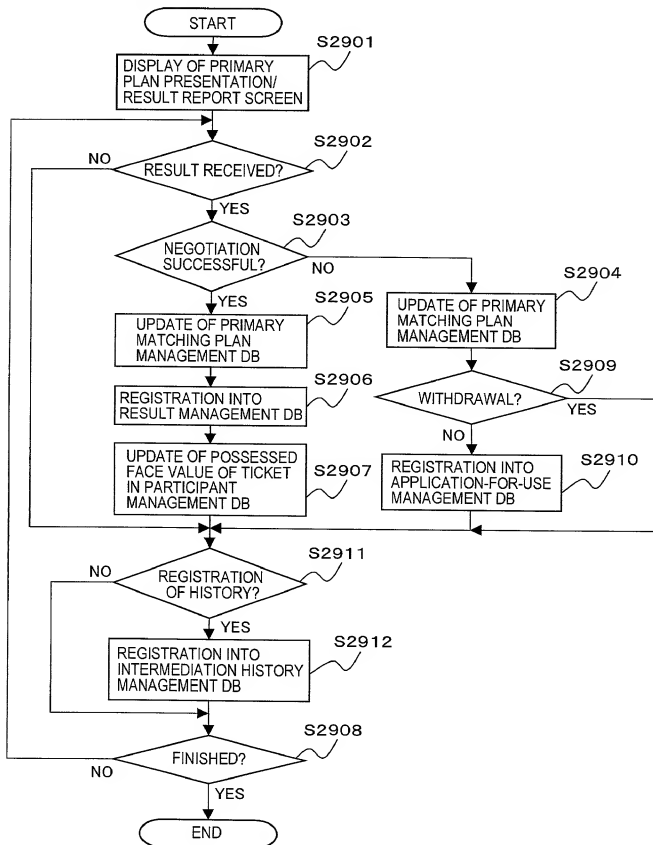 START
S2901
DISPLAY OF PRIMARY
PLAN PRESENTATION/
RESULT REPORT SCREEN
S2902
NO
RESULT RECEIVED?
YES
S2903
NEGOTIATION
SUCCESSFUL?
NO
YES
S2904
UPDATE OF PRIMARY
MATCHING PLAN
MANAGEMENT DB
S2905
UPDATE OF PRIMARY
MATCHING PLAN
MANAGEMENT DB
S2909
WITHDRAWAL?
YES
NO
S2906
REGISTRATION INTO
RESULT MANAGEMENT DB
S2907
UPDATE OF POSSESSED
FACE VALUE OF TICKET
IN PARTICIPANT
MANAGEMENT DB
S2910
REGISTRATION INTO
APPLICATION-FOR-USE
MANAGEMENT DB
S2911
NO
REGISTRATION
OF HISTORY?
YES
S2912
REGISTRATION INTO
INTERMEDIATION HISTORY
MANAGEMENT DB
S2908
FINISHED?
NO
YES
END